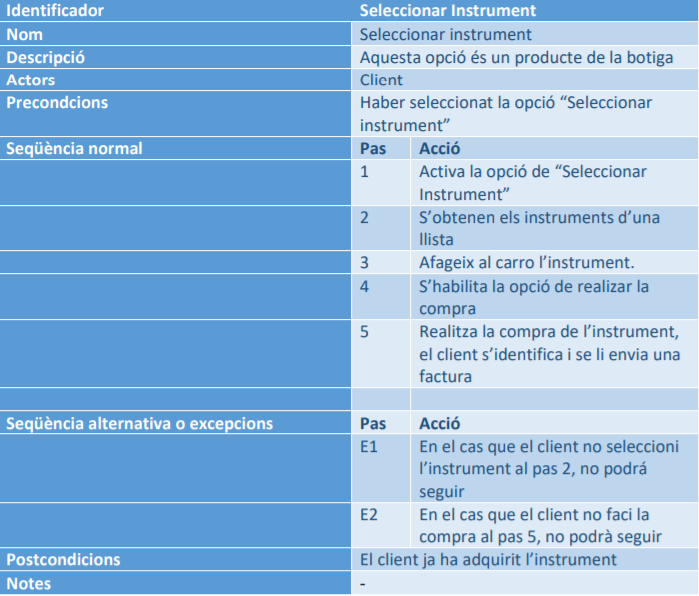 Identificador Seleccionar Instrument
Nom Seleccionar instrument
Descripció Aquesta opció és un producte de la botiga
Actors Client
Precondcions Haber seleccionat la opció “Seleccionar
instrument”
Seqüència normal Pas Acció
1 Activa la opció de “Seleccionar
Instrument”
2 S’obtenen els instruments d’una
llista
3 Afageix al carro l’instrument.
4 S’habilita la opció de realizar la
compra
5 Realitza la compra de l’instrument,
el client s’identifica i se li envia una
factura
Seqüència alternativa o excepcions Pas Acció
E1 En el cas que el client no seleccioni
l’instrument al pas 2, no podrá
seguir
E2 En el cas que el client no faci la
compra al pas 5, no podrà seguir
Postcondicions El client ja ha adquirit l’instrument
Notes -